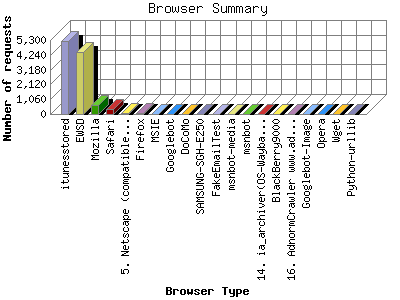 Browser Summary
Number of requests
5,300
4,240
3,180
2,120
1,060
0
itunesstored
EWSD
Mozilla
Safari
5. Netscape (compatible...
Firefox
MSIE
Googlebot
DoCoMo
SAMSUNG-SGH-E250
FakeEmailTest
msnbot-media
msnbot
14. ia_archiver(OS-Wayba...
BlackBerry9000
16. AdnormCrawler www.ad...
Googlebot-Image
Opera
Wget
Python-urllib
Browser Type